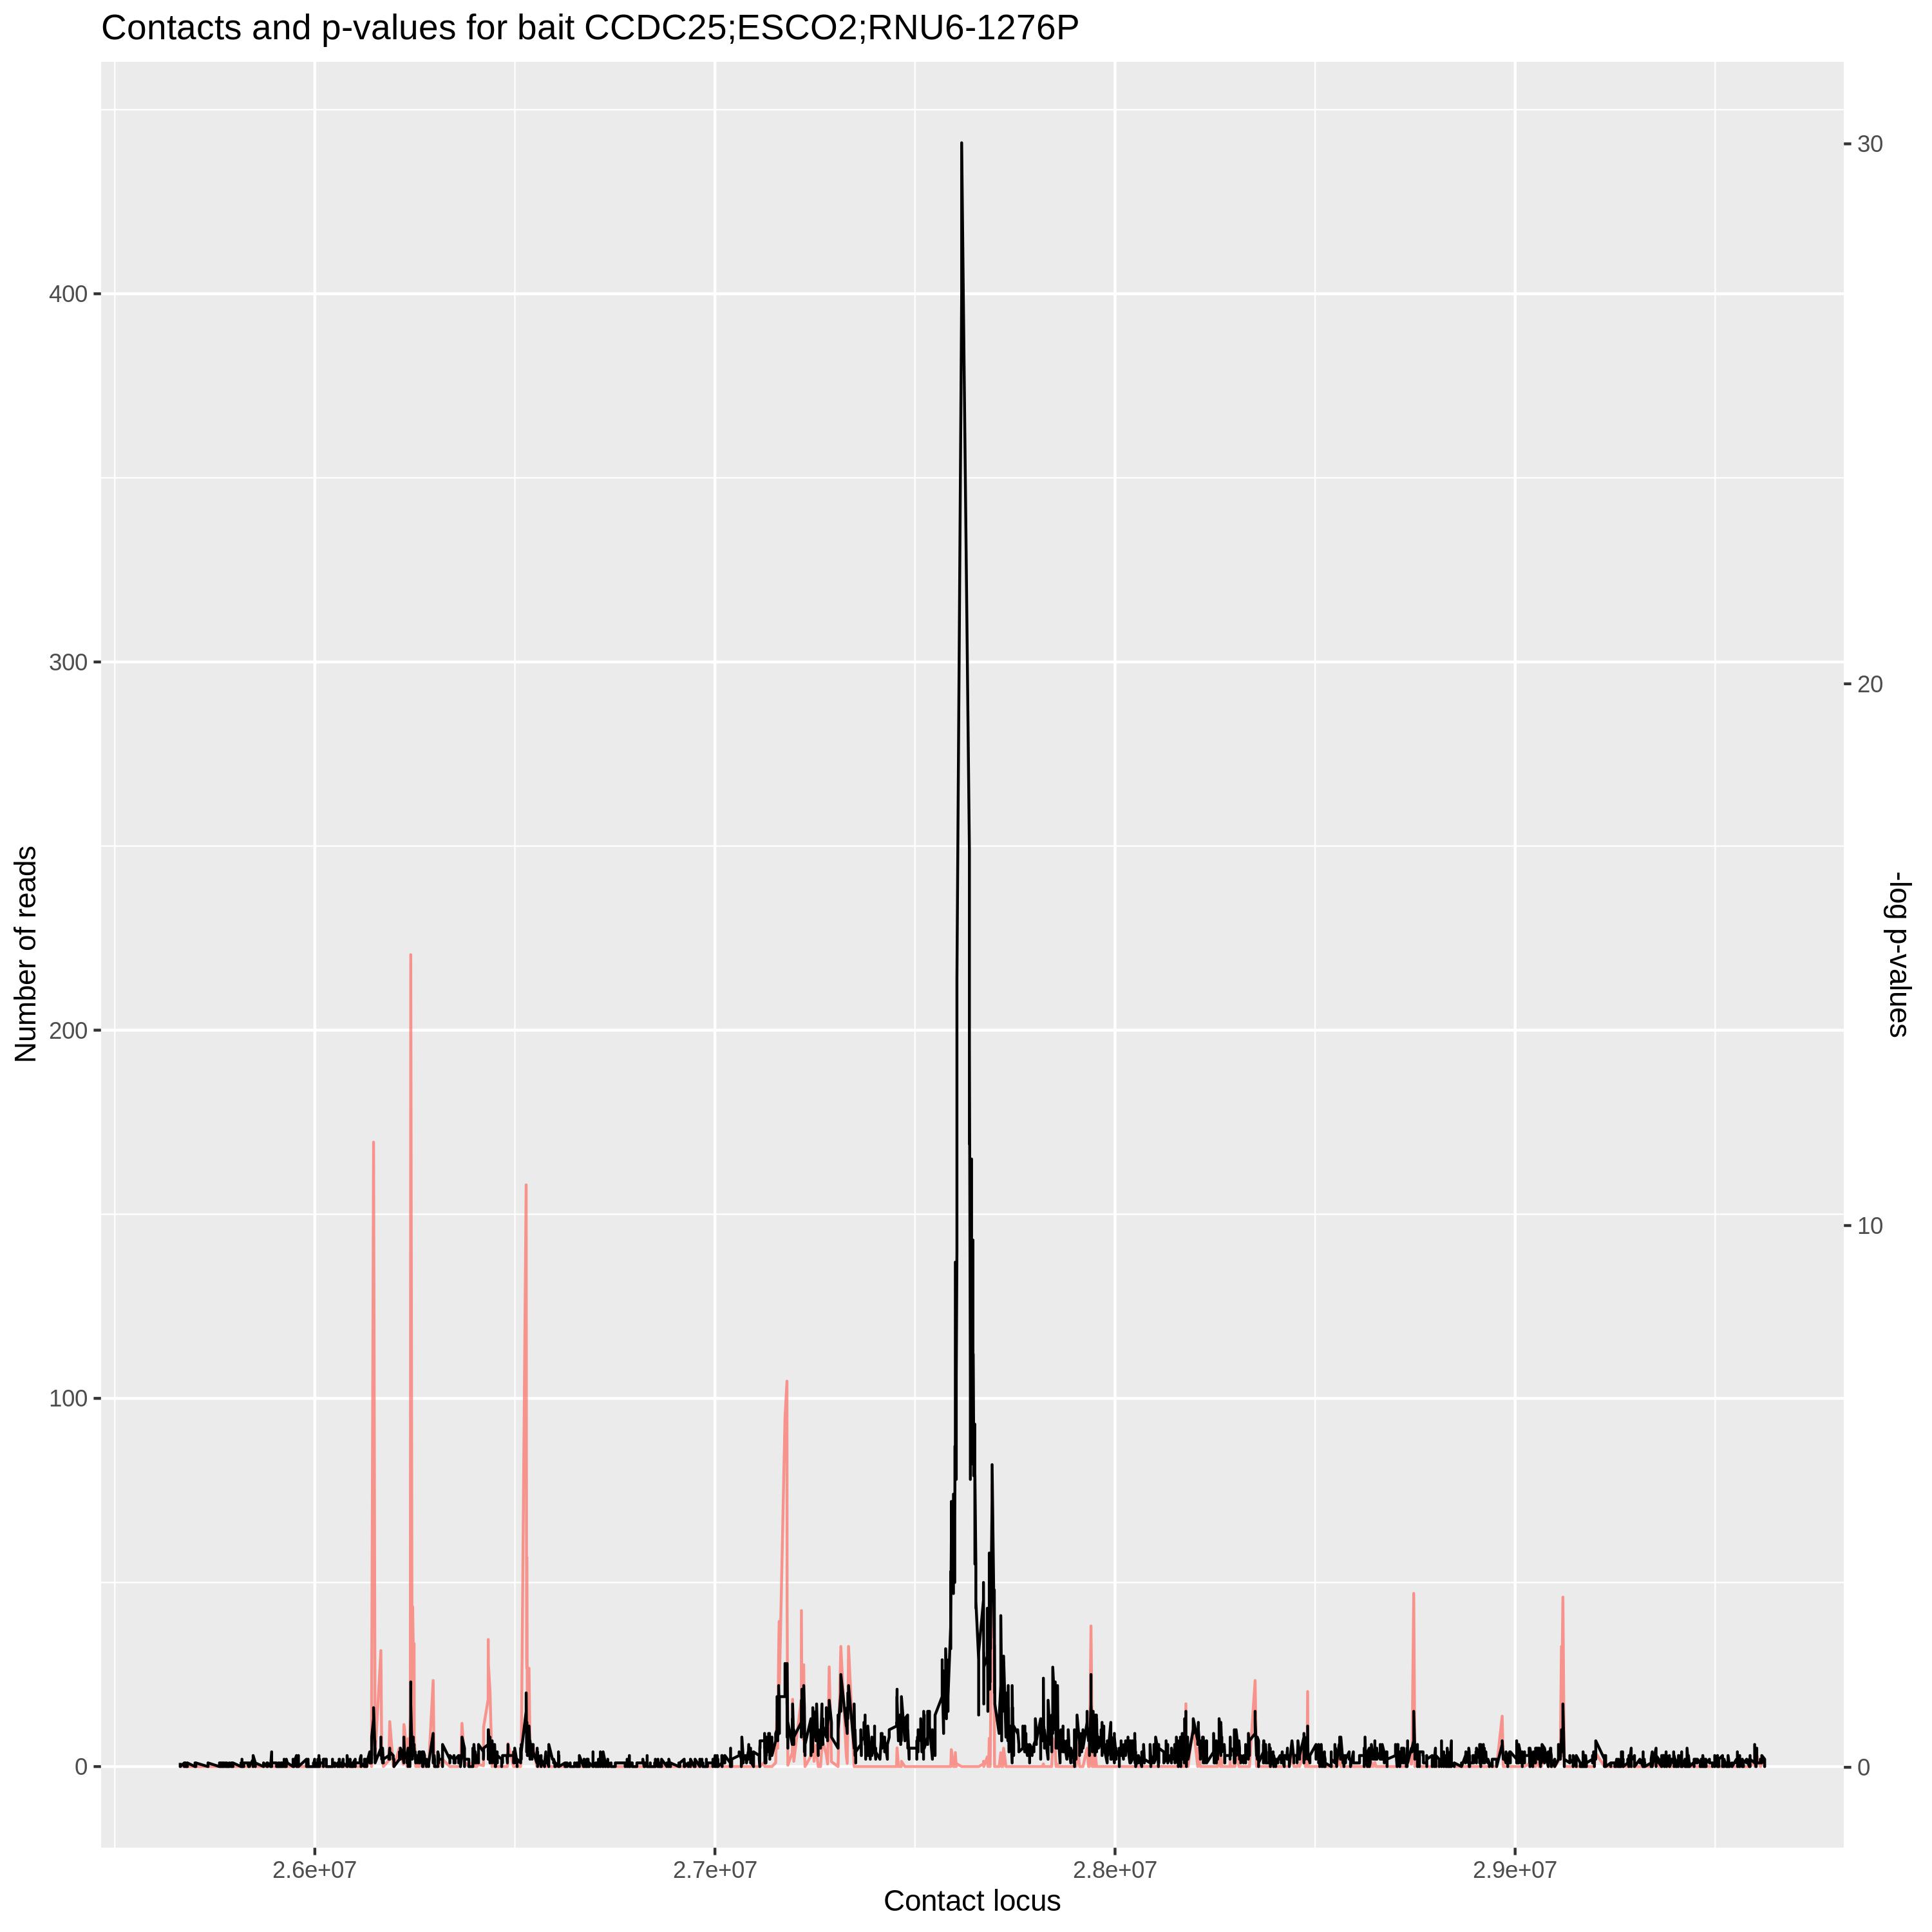 Contacts and p-values for bait CCDC25;ESCO2;RNU6-1276P
Number of reads
400
300
200
100
0
30
20
10
0
-log p-values
2.6e+07 2.7e+07 2.8e+07 2.9e+07
Contact locus